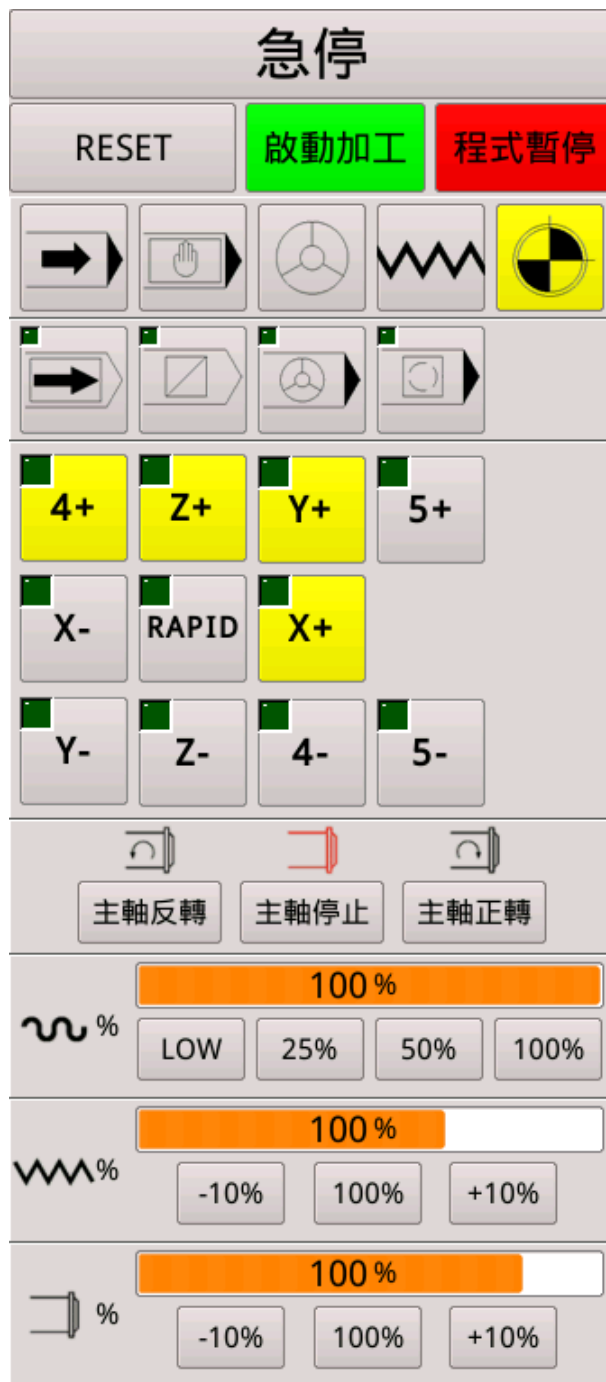 急停
RESET 啟動加工 程式暫停
4+ Z+ Y+ 5+
X- RAPID X+
Y- Z- 4- 5-
主軸反轉 主軸停止 主軸正轉
100 %
%
LOW 25% 50% 100%
100 %
%
-10% 100% +10%
100 %
%
-10% 100% +10%